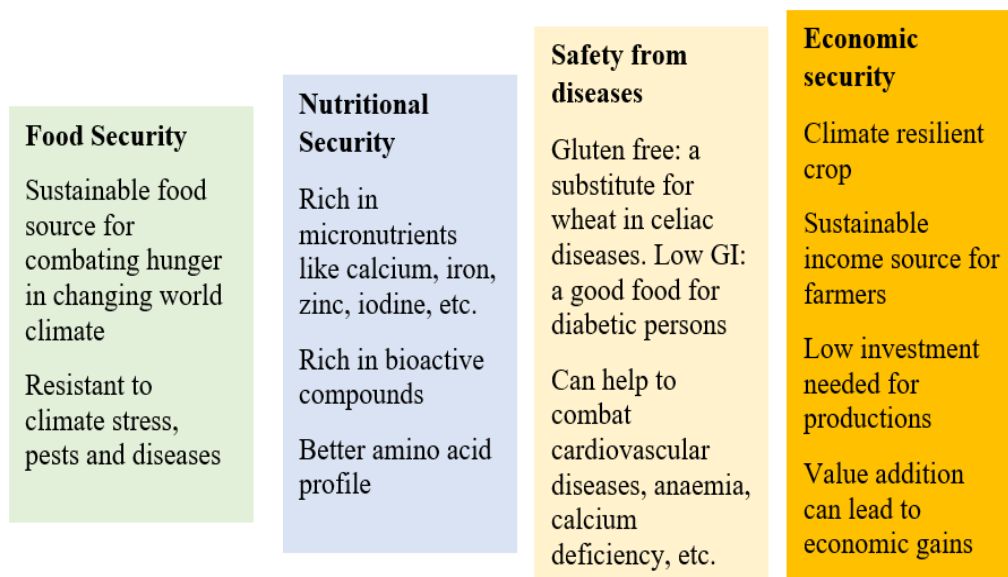 Food Security
Sustainable food
source for
combating hunger
in changing world
climate
Resistant to
climate stress,
pests and diseases
Nutritional
Security
Rich in
micronutrients
like calcium, iron,
zinc, iodine, etc.
Rich in bioactive
compounds
Better amino acid
profile
Safety from
diseases
Gluten free: a
substitute for
wheat in celiac
diseases. Low GI:
a good food for
diabetic persons
Can help to
combat
cardiovascular
diseases, anaemia,
calcium
deficiency, etc.
Economic
security
Climate resilient
crop
Sustainable
income source for
farmers
Low investment
needed for
productions
Value addition
can lead to
economic gains